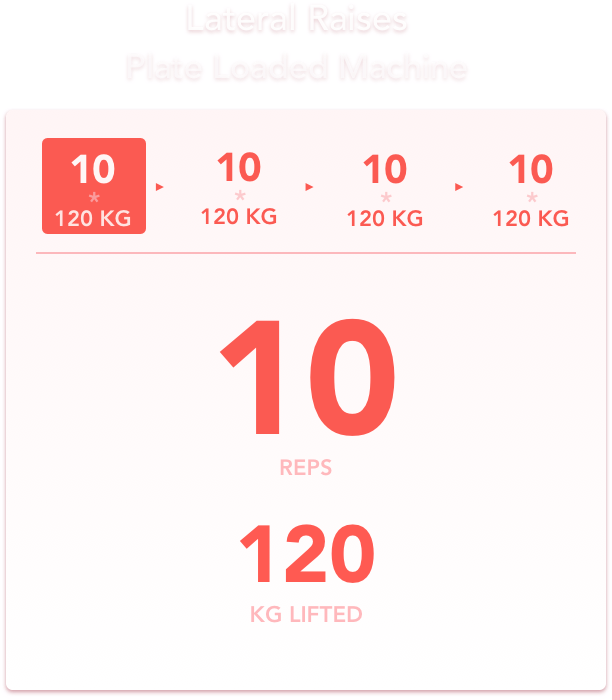 Lateral Raises
Plate Loaded Machine
10 10 10 10
* * * *
120 KG 120 KG 120 KG 120 KG
10
REPS
120
KG LIFTED